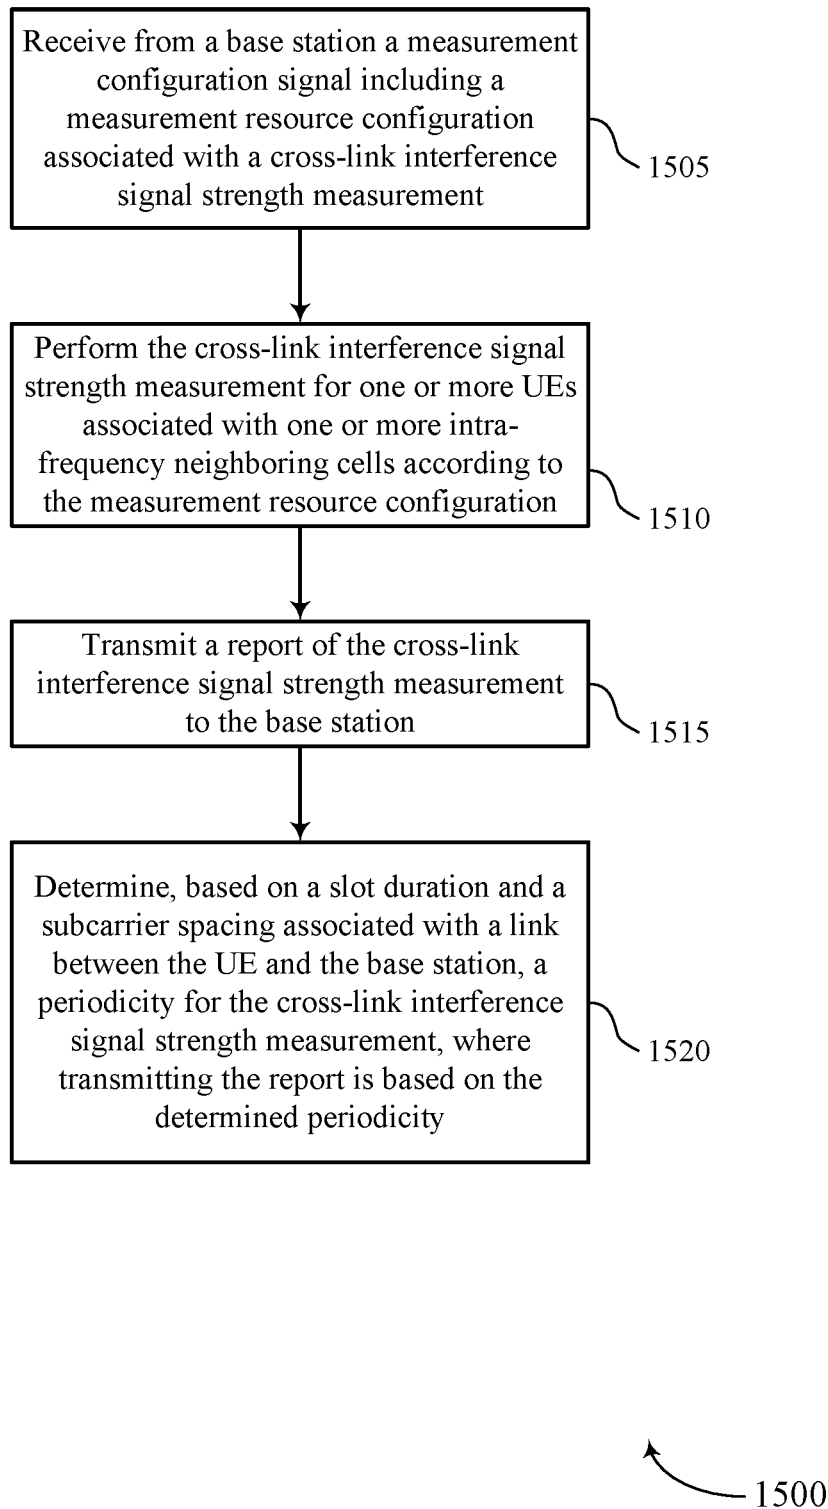 Receive from a base station a measurement
configuration signal including a
measurement resource configuration
associated with a cross-link interference
signal strength measurement
1505
Perform the cross-link interference signal
strength measurement for one or more UEs
associated with one or more intra-
frequency neighboring cells according to
the measurement resource configuration
1510
Transmit a report of the cross-link
interference signal strength measurement
to the base station
1515
Determine, based on a slot duration and a
subcarrier spacing associated with a link
between the UE and the base station, a
periodicity for the cross-link interference
signal strength measurement, where
transmitting the report is based on the
determined periodicity
1520
1500